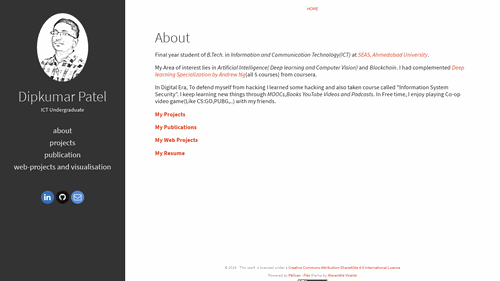 HOME
Dipkumar Patel
ICT Undergraduate
about
projects
publication
web-projects and visualisation
About
Final year student of B.Tech. in Information and Communication Technology(ICT) at SEAS, Ahmedabad University.
My Area of interest lies in Artificial Intelligence( Deep learning and Computer Vision) and Blockchain. I had complemented Deep
learning Specialization by Andrew Ng(all 5 courses) from coursera.
In Digital Era, To defend myself from hacking I learned some hacking and also taken course called "Information System
Security". I keep learning new things through MOOCs,Books YouTube Videos and Podcasts. In Free time, I enjoy playing Co-op
video game(Like CS:GO,PUBG,..) with my friends.
My Projects
My Publications
My Web Projects
My Resume
in
This work is licensed under a Creative Commons Attribution-ShareAlike 4.0 International License
Powered by Pelican - Flex theme by Alexandre Vicenzi